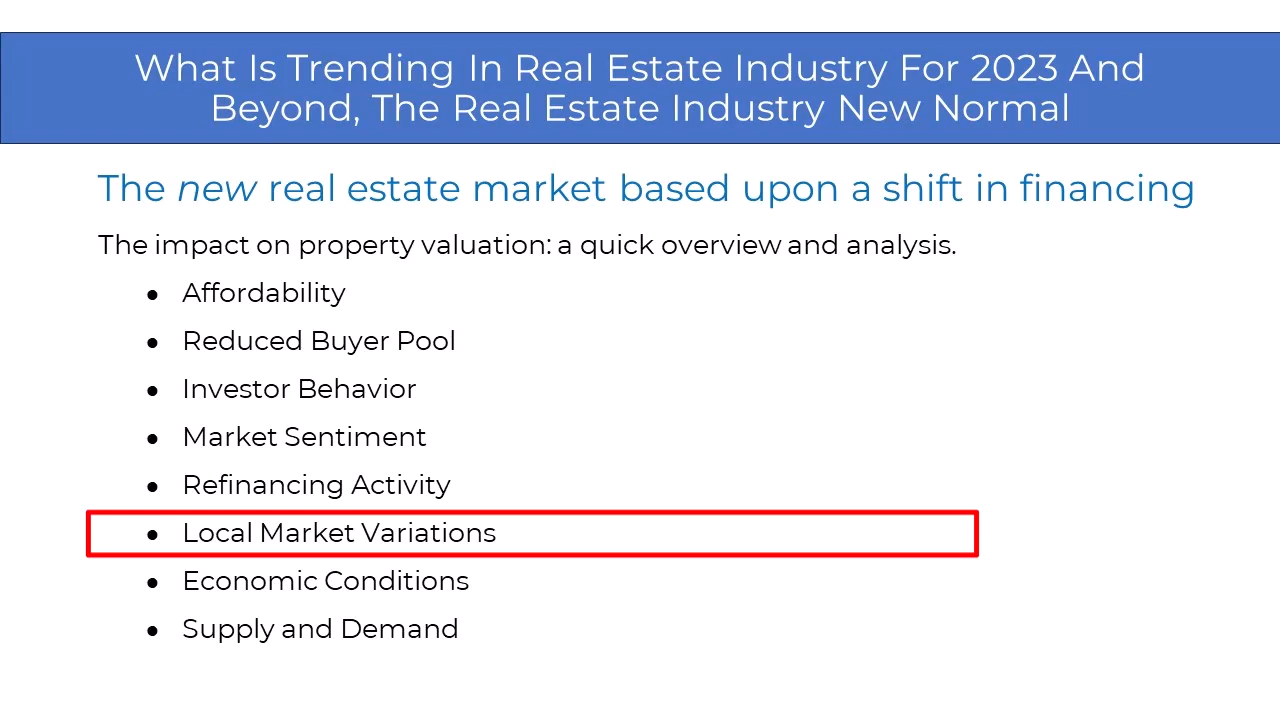 What Is Trending In Real Estate Industry For 2023 And
Beyond, The Real Estate Industry New Normal
The new real estate market based upon a shift in financing
The impact on property valuation: a quick overview and analysis.
• Affordability
• Reduced Buyer Pool
• Investor Behavior
• Market Sentiment
• Refinancing Activity
• Local Market Variations
• Economic Conditions
• Supply and Demand